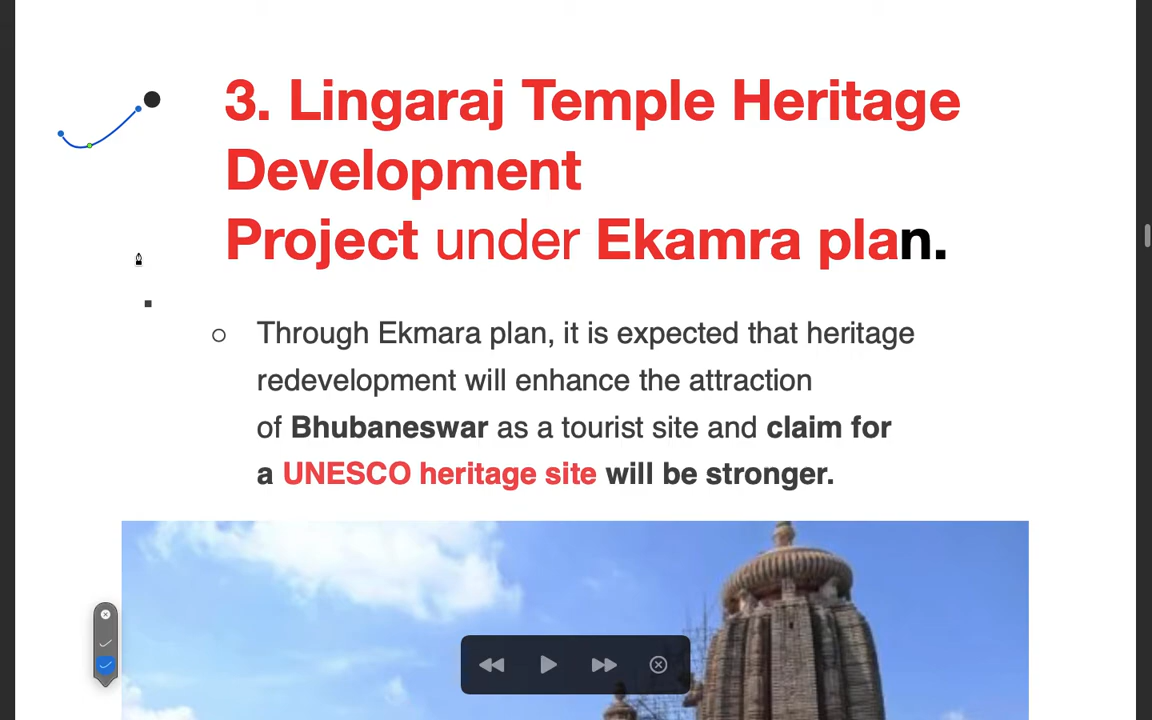 3. Lingaraj Temple Heritage
Development
Project under Ekamra plan.
Through Ekmara plan, it is expected that heritage
redevelopment will enhance the attraction
of Bhubaneswar as a tourist site and claim for
a UNESCO heritage site will be stronger.